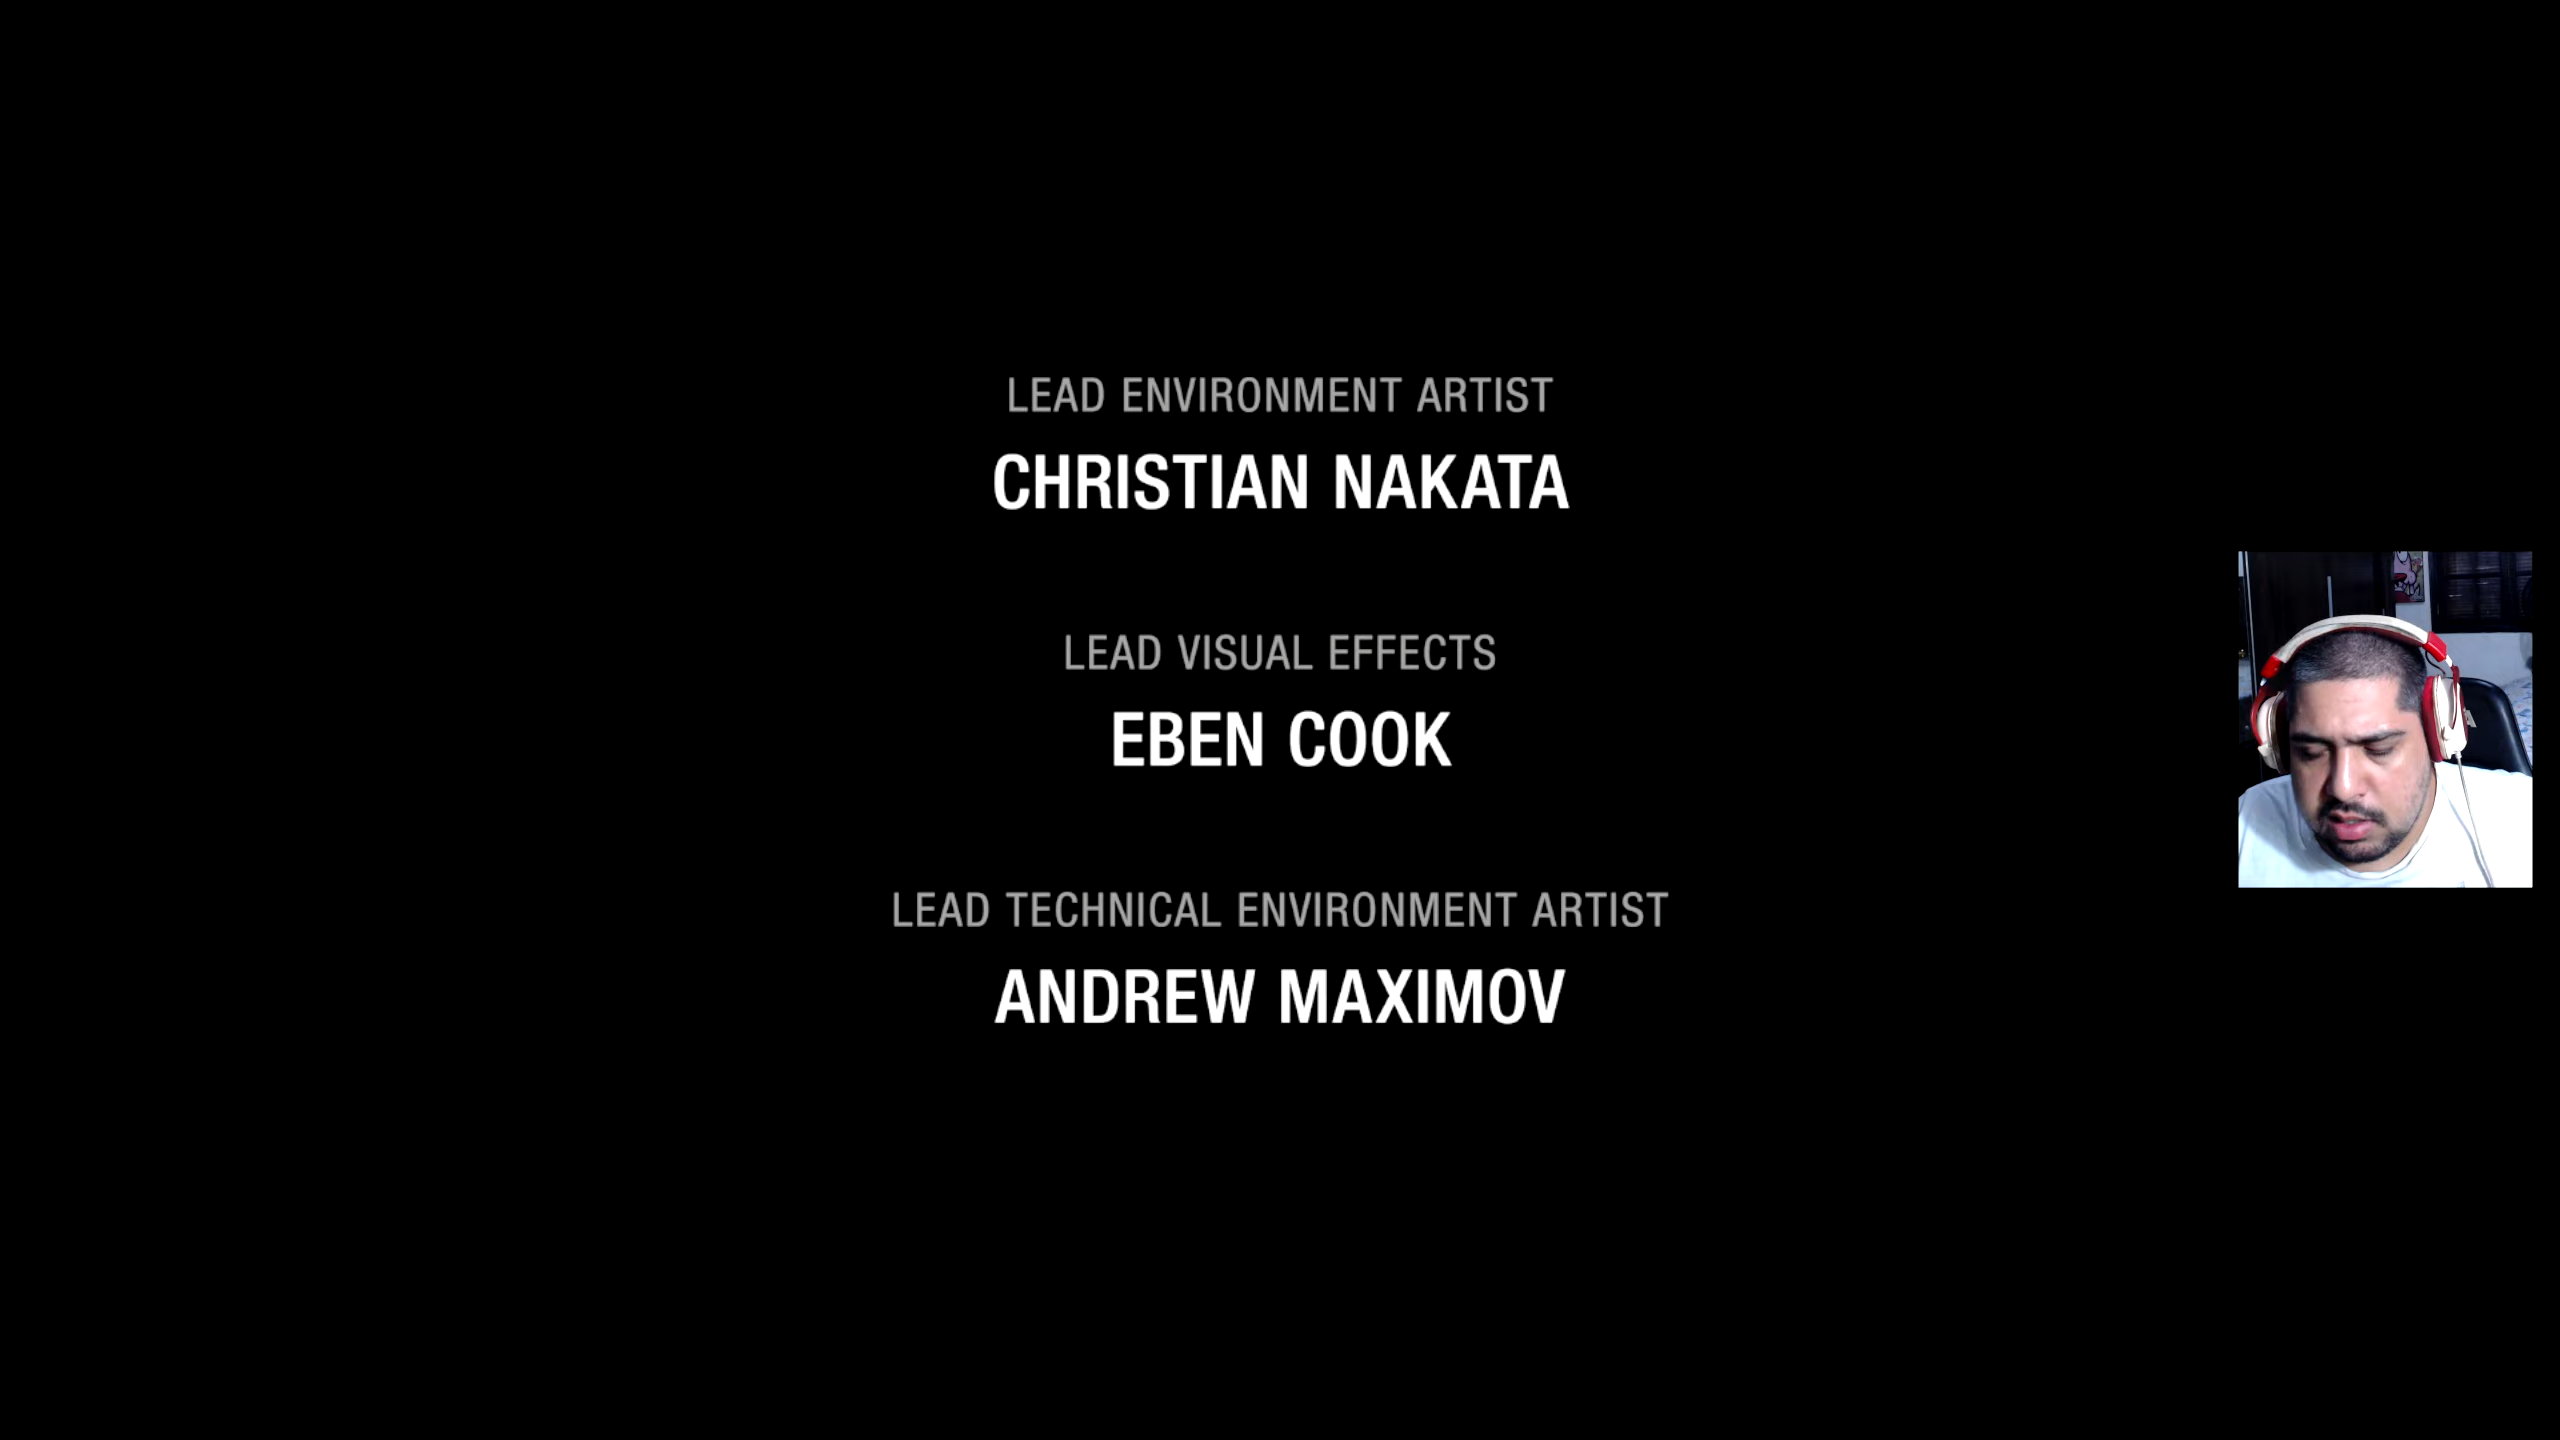 LEAD ENVIRONMENT ARTIST
CHRISTIAN NAKATA
LEAD VISUAL EFFECTS
EBEN COOK
LEAD TECHNICAL ENVIRONMENT ARTIST
ANDREW MAXIMOV